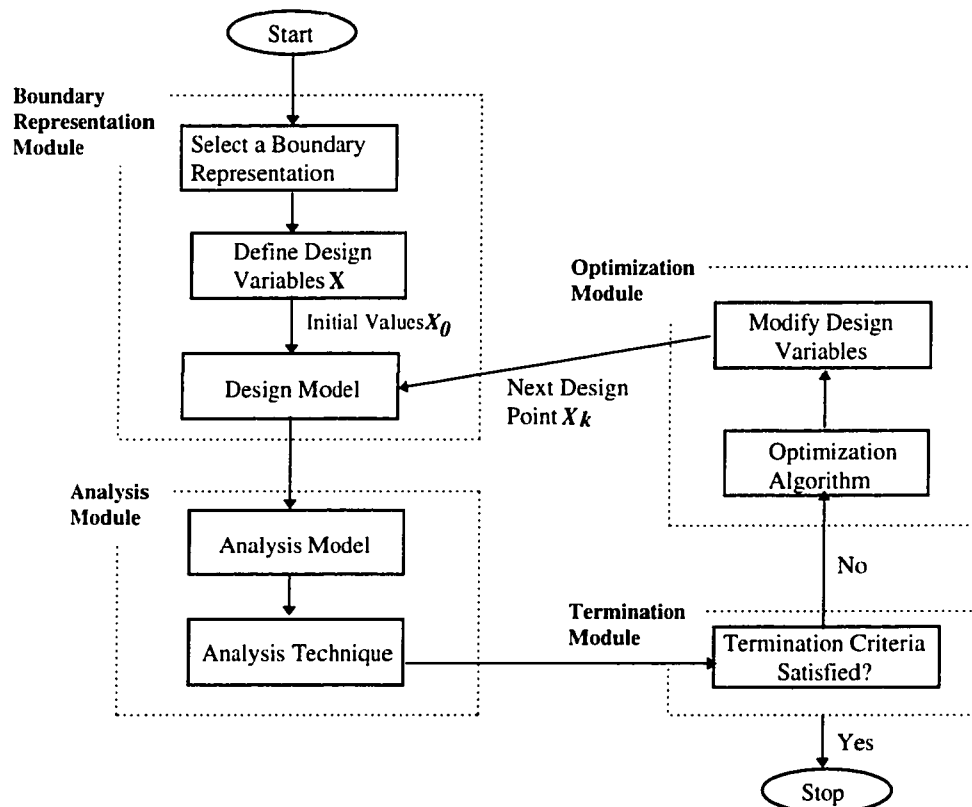 Start
Boundary
Representation
Module
Select a Boundary
Representation
Define Design
Variables X
Initial Values X0
Design Model
Optimization
Module
Modify Design
Variables
Next Design
Point Xk
Optimization
Algorithm
Analysis
Module
Analysis Model
Analysis Technique
No
Termination
Module
Termination Criteria
Satisfied?
Yes
Stop